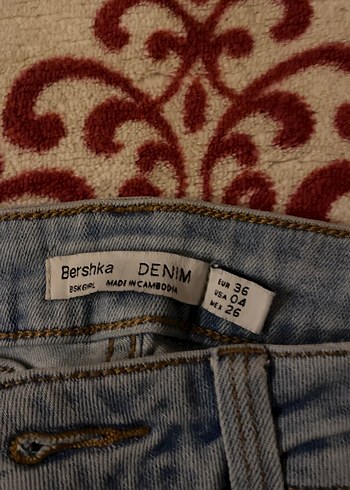 Bershka DENIM
BSKGIRL MADE IN CAMBODIA
EUR 36
USA 04
MEX 26